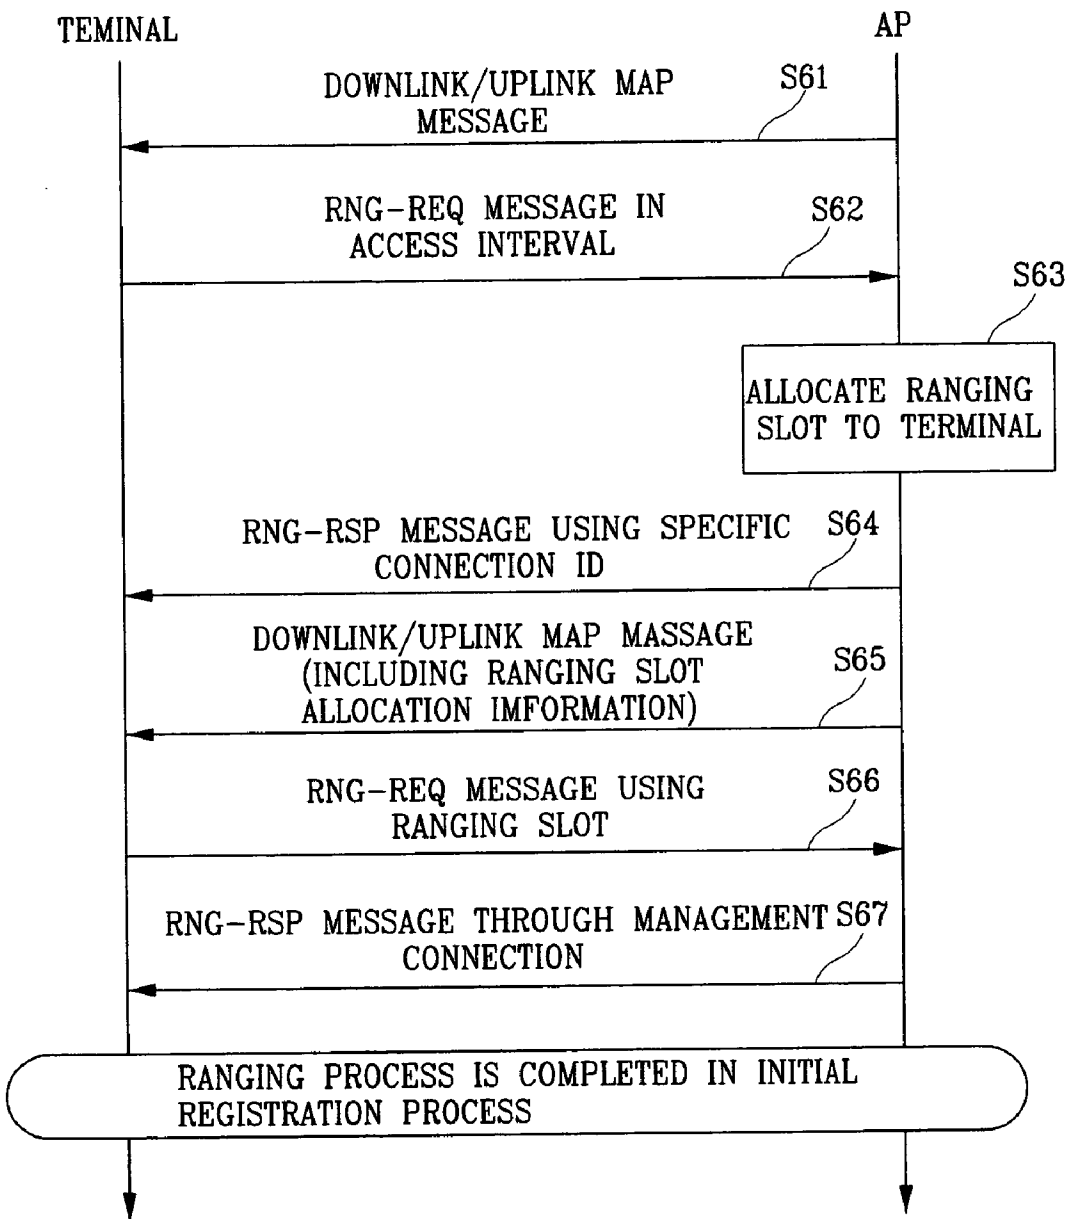 TEMINAL
AP
DOWNLINK/UPLINK MAP
MESSAGE
S61
RNG-REQ MESSAGE IN
ACCESS INTERVAL
S62
S63
ALLOCATE RANGING
SLOT TO TERMINAL
RNG-RSP MESSAGE USING SPECIFIC
CONNECTION ID
S64
DOWNLINK/UPLINK MAP MASSAGE
(INCLUDING RANGING SLOT
ALLOCATION IMFORMATION)
S65
RNG-REQ MESSAGE USING
RANGING SLOT
S66
RNG-RSP MESSAGE THROUGH MANAGEMENT
CONNECTION
S67
RANGING PROCESS IS COMPLETED IN INITIAL
REGISTRATION PROCESS